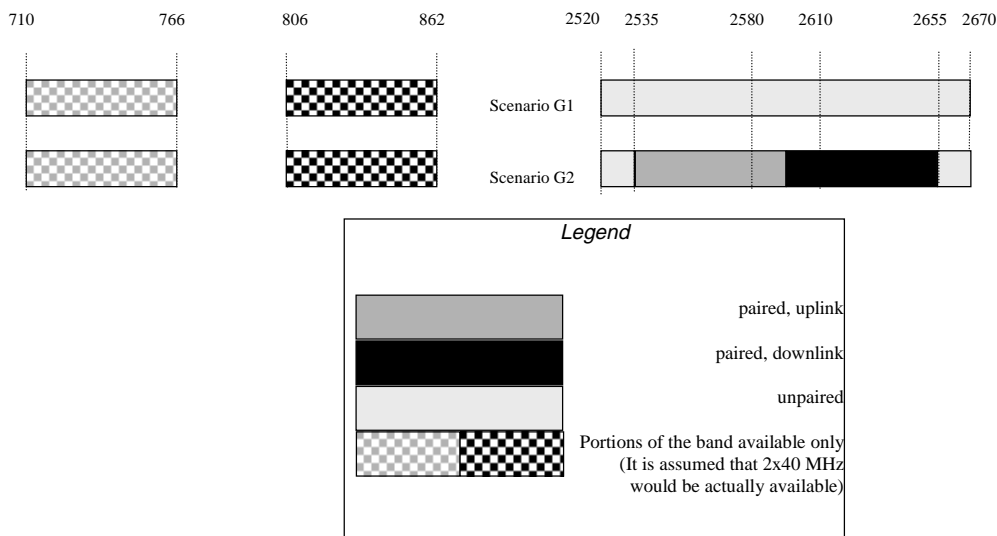 710 766 806 862 2520 2535 2580 2610 2655 2670
Scenario G1
Scenario G2
Legend
paired, uplink
paired, downlink
unpaired
Portions of the band available only
(It is assumed that 2x40 MHz
would be actually available)